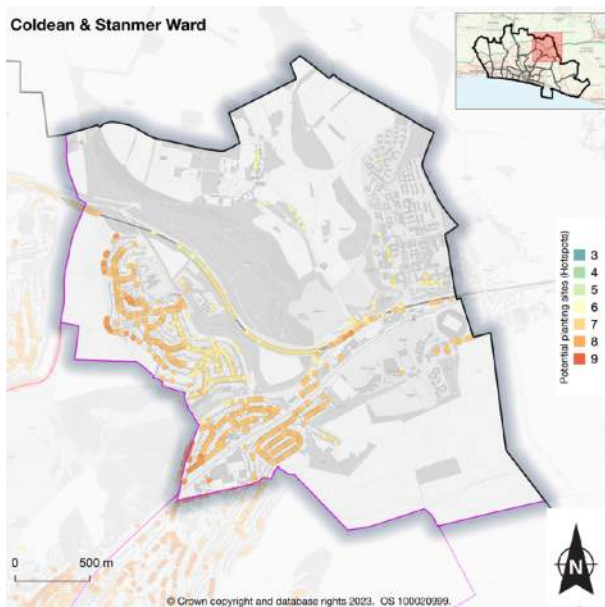 Coldean & Stanmer Ward
Potential planting sites (Hotspots)
3
4
5
6
7
8
9
0 500 m
N
© Crown copyright and database rights 2023. OS 100020999.